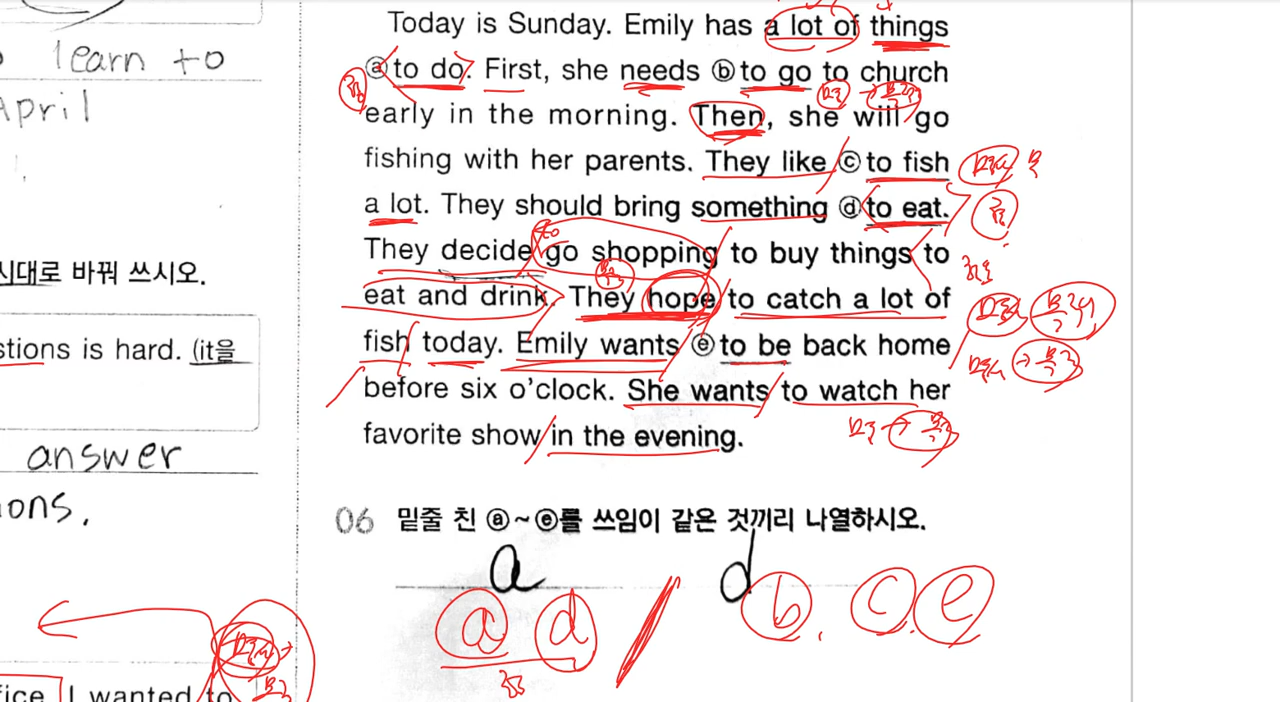 learn to
April
시대로 바꿔 쓰시오.
stions is hard. (it을
answer
ons.
fice I wanted to
Today is Sunday. Emily has a lot of things
ⓐ to do. First, she needs ⓑ to go to church
early in the morning. Then, she will go
fishing with her parents. They like ⓒ to fish
a lot. They should bring something ⓓ to eat.
to
They decide go shopping to buy things to
eat and drink. They hope to catch a lot of
fish today. Emily wants ⓔ to be back home
before six o'clock. She wants to watch her
favorite show in the evening.
06 밑줄 친 ⓐ~ⓔ를 쓰임이 같은 것끼리 나열하시오.
a d
ⓐ ⓓ / ⓑ, ⓒ, ⓔ